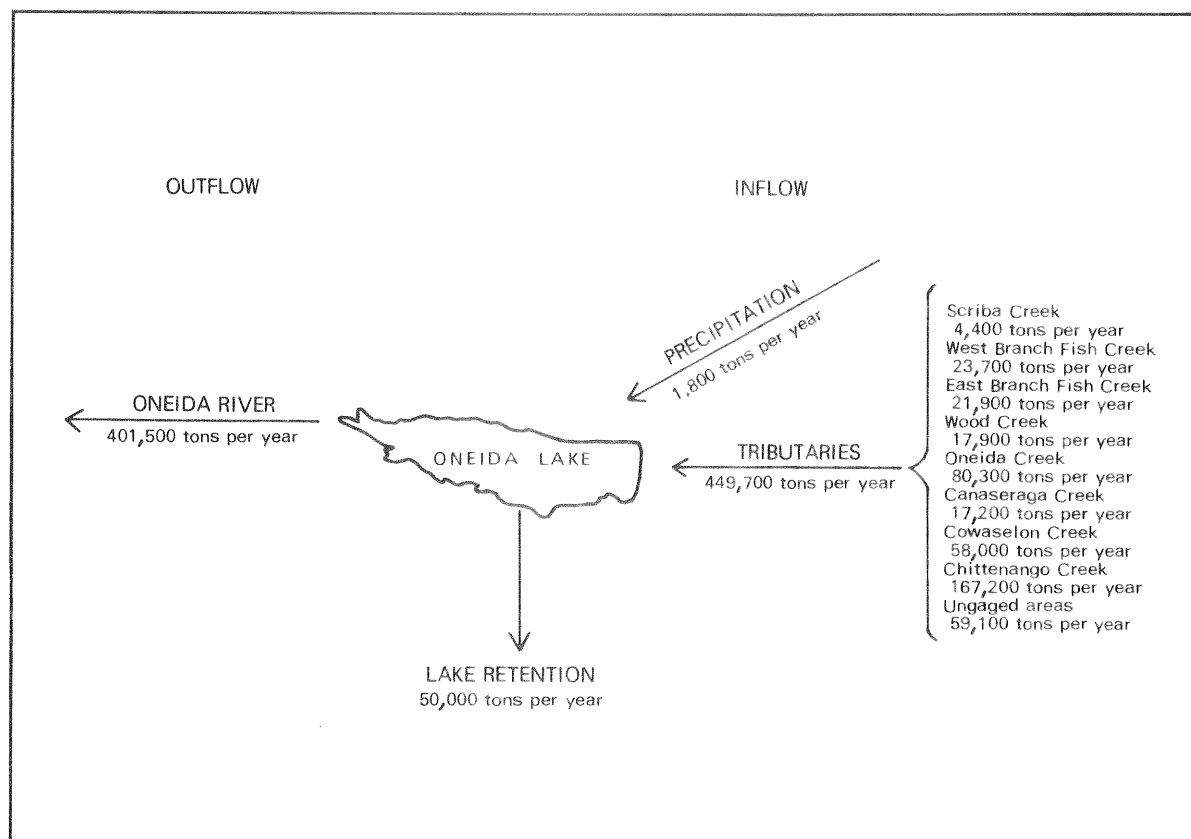 OUTFLOW
INFLOW
PRECIPITATION
1,800 tons per year
ONEIDA RIVER
401,500 tons per year
ONEIDA LAKE
TRIBUTARIES
449,700 tons per year
Scriba Creek
4,400 tons per year
West Branch Fish Creek
23,700 tons per year
East Branch Fish Creek
21,900 tons per year
Wood Creek
17,900 tons per year
Oneida Creek
80,300 tons per year
Canaseraga Creek
17,200 tons per year
Cowaselon Creek
58,000 tons per year
Chittenango Creek
167,200 tons per year
Ungaged areas
59,100 tons per year
LAKE RETENTION
50,000 tons per year